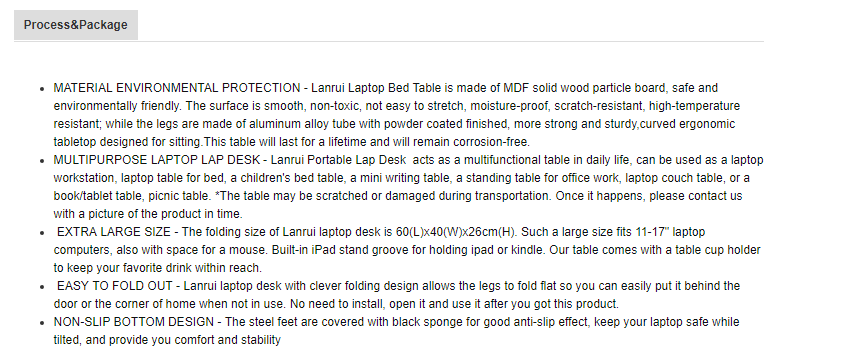 Process&Package
MATERIAL ENVIRONMENTAL PROTECTION - Lanrui Laptop Bed Table is made of MDF solid wood particle board, safe and
environmentally friendly. The surface is smooth, non-toxic, not easy to stretch, moisture-proof, scratch-resistant, high-temperature
resistant; while the legs are made of aluminum alloy tube with powder coated finished, more strong and sturdy,curved ergonomic
tabletop designed for sitting.This table will last for a lifetime and will remain corrosion-free.
MULTIPURPOSE LAPTOP LAP DESK - Lanrui Portable Lap Desk  acts as a multifunctional table in daily life, can be used as a laptop
workstation, laptop table for bed, a children's bed table, a mini writing table, a standing table for office work, laptop couch table, or a
book/tablet table, picnic table. *The table may be scratched or damaged during transportation. Once it happens, please contact us
with a picture of the product in time.
EXTRA LARGE SIZE - The folding size of Lanrui laptop desk is 60(L)x40(W)x26cm(H). Such a large size fits 11-17" laptop
computers, also with space for a mouse. Built-in iPad stand groove for holding ipad or kindle. Our table comes with a table cup holder
to keep your favorite drink within reach.
EASY TO FOLD OUT - Lanrui laptop desk with clever folding design allows the legs to fold flat so you can easily put it behind the
door or the corner of home when not in use. No need to install, open it and use it after you got this product.
NON-SLIP BOTTOM DESIGN - The steel feet are covered with black sponge for good anti-slip effect, keep your laptop safe while
tilted, and provide you comfort and stability